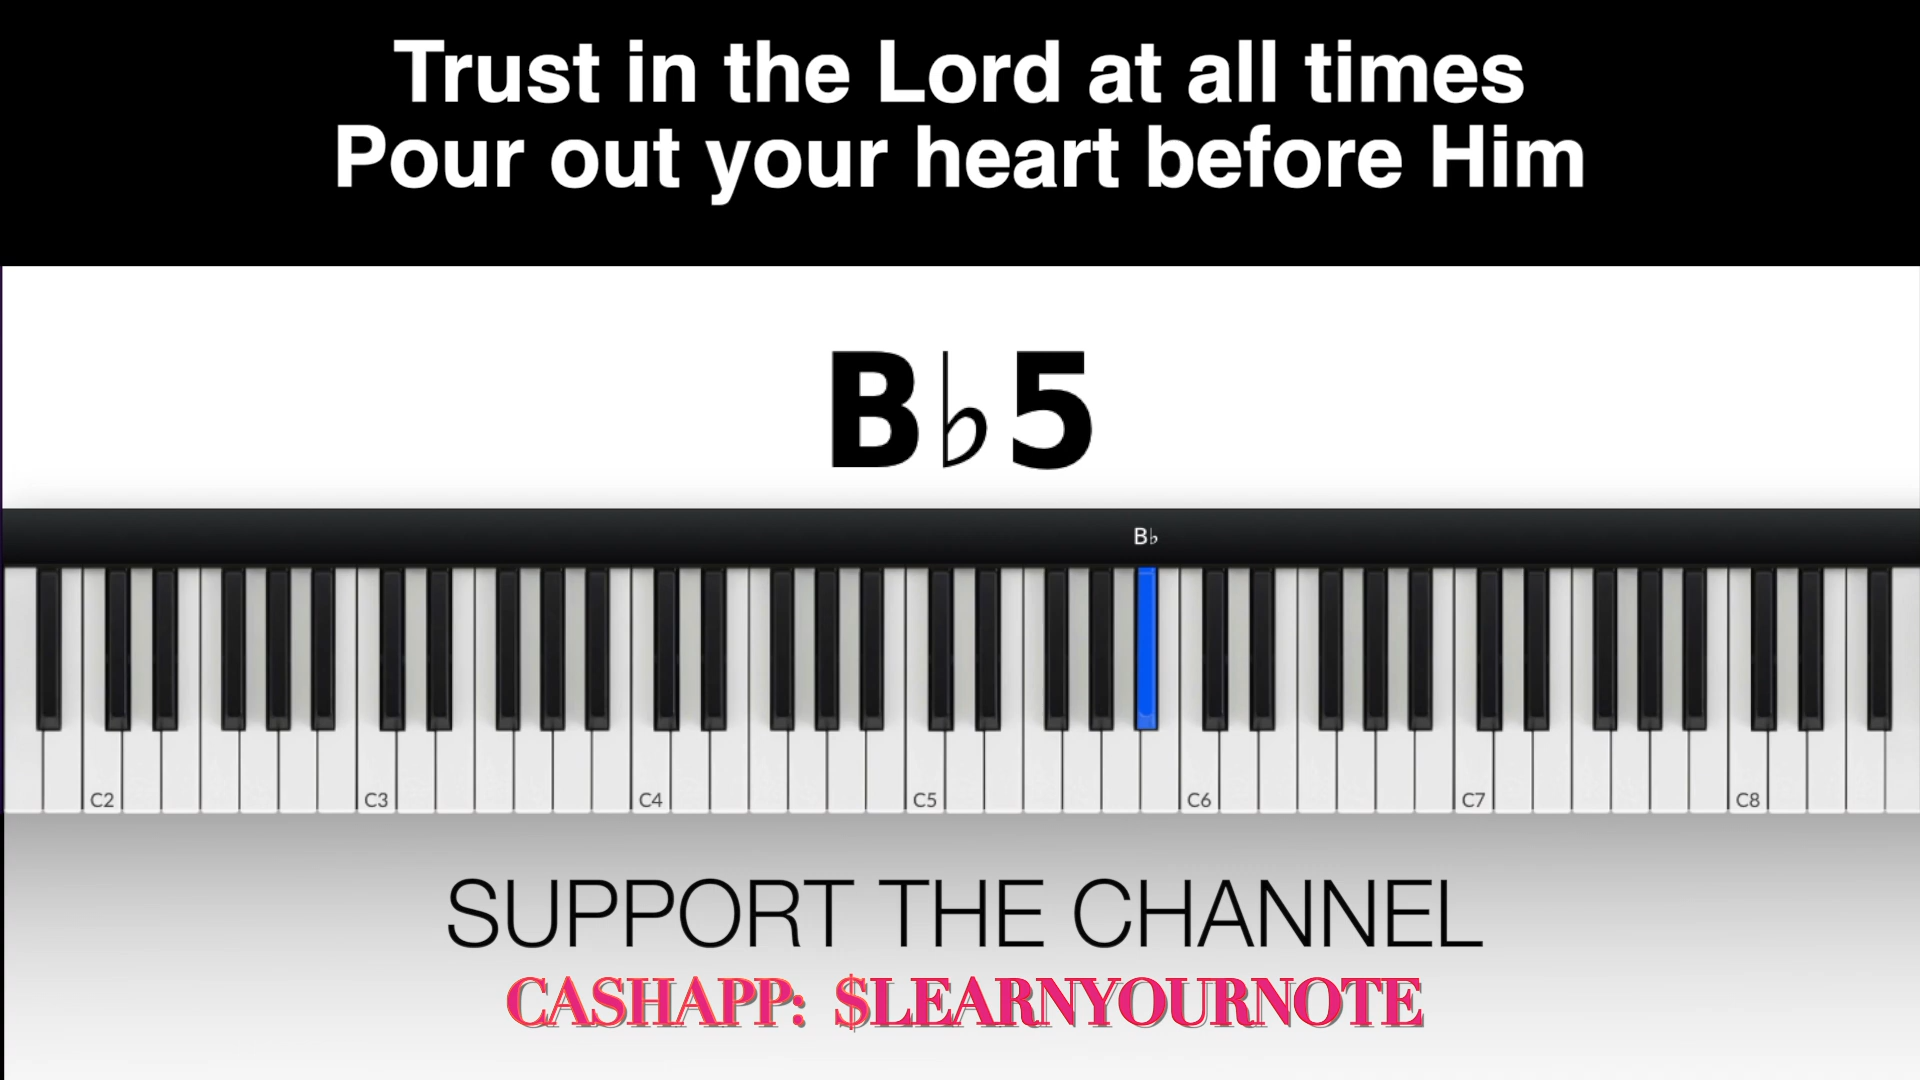 Trust in the Lord at all times
Pour out your heart before Him
B♭5
B♭
C2 C3 C4 C5 C6 C7 C8
SUPPORT THE CHANNEL
CASHAPP: $LEARNYOURNOTE